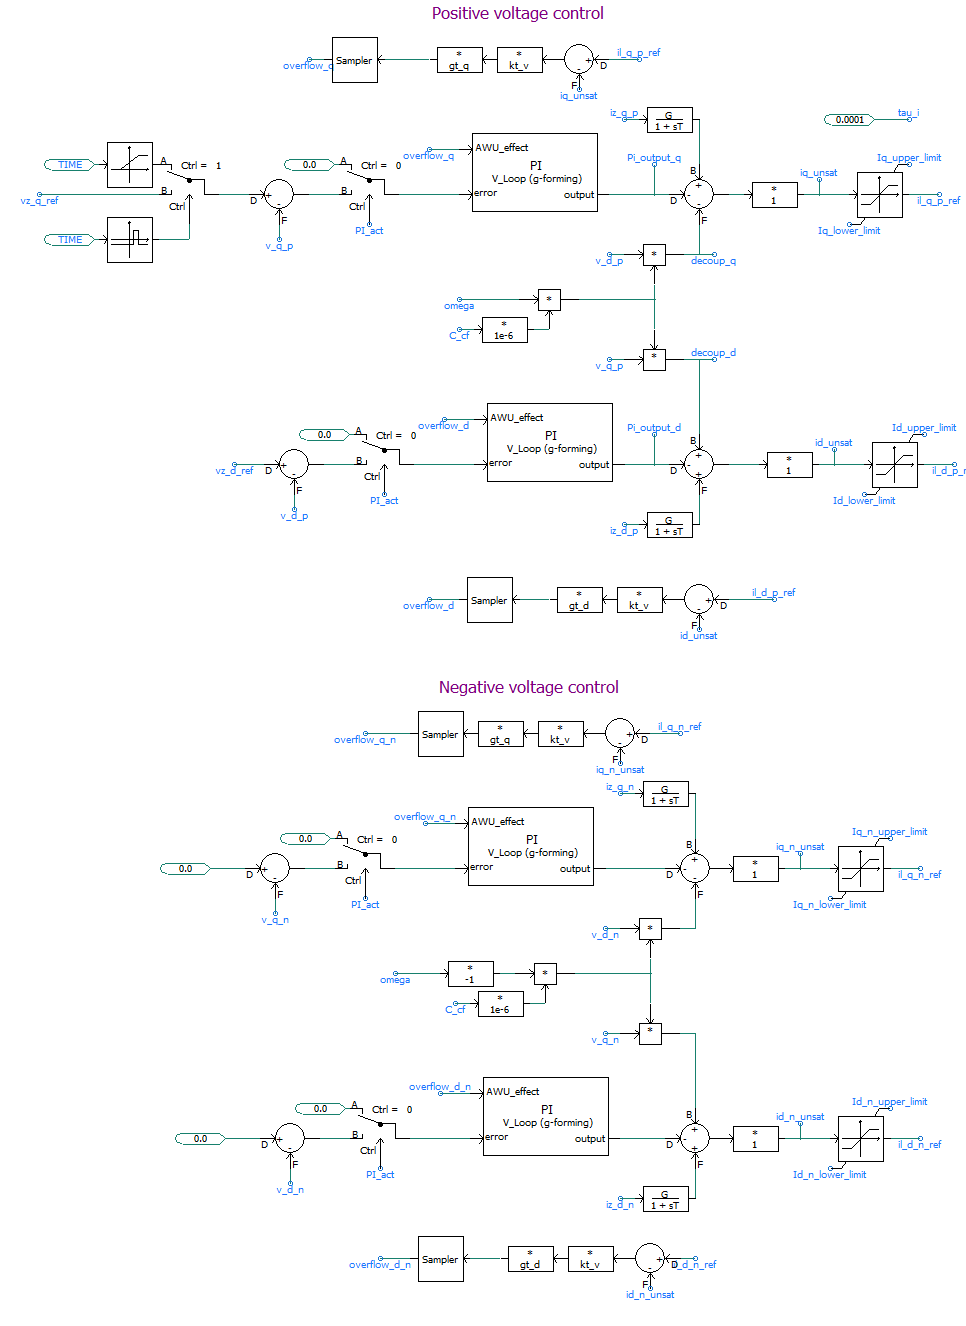 Positive voltage control
il_q_p_ref
overflow_q
Sampler
*
gt_q
*
kt_v
+
-
D
F
iq_unsat
iz_q_p
G
1 + sT
0.0001
tau_i
TIME
A
Ctrl = 1
0.0
A
Ctrl = 0
overflow_q
AWU_effect
PI
V_Loop (g-forming)
error
output
Pi_output_q
B
iq_unsat
Iq_upper_limit
vz_q_ref
B
Ctrl
D
+
-
F
B
Ctrl
D
+
-
+
F
*
1
il_q_p_ref
Iq_lower_limit
TIME
v_q_p
PI_act
v_d_p
*
decoup_q
omega
*
C_cf
*
1e-6
v_q_p
*
decoup_d
0.0
A
Ctrl = 0
overflow_d
AWU_effect
PI
V_Loop (g-forming)
error
output
Pi_output_d
B
id_unsat
Id_upper_limit
vz_d_ref
D
+
-
F
B
Ctrl
D
+
-
+
F
*
1
il_d_p_r
Id_lower_limit
v_d_p
PI_act
iz_d_p
G
1 + sT
overflow_d
Sampler
*
gt_d
*
kt_v
+
-
D
F
il_d_p_ref
id_unsat
Negative voltage control
il_q_n_ref
overflow_q_n
Sampler
*
gt_q
*
kt_v
+
-
D
F
iq_n_unsat
iz_q_n
G
1 + sT
0.0
A
Ctrl = 0
overflow_q_n
AWU_effect
PI
V_Loop (g-forming)
error
output
B
iq_n_unsat
Iq_n_upper_limit
0.0
D
+
-
F
B
Ctrl
D
+
-
+
F
*
1
il_q_n_ref
Iq_n_lower_limit
v_q_n
PI_act
v_d_n
*
omega
*
-1
*
C_cf
*
1e-6
v_q_n
*
0.0
A
Ctrl = 0
overflow_d_n
AWU_effect
PI
V_Loop (g-forming)
error
output
B
id_n_unsat
Id_n_upper_limit
0.0
D
+
-
F
B
Ctrl
D
+
-
+
F
*
1
il_d_n_ref
Id_n_lower_limit
v_d_n
PI_act
iz_d_n
G
1 + sT
overflow_d_n
Sampler
*
gt_d
*
kt_v
+
-
D
F
id_n_unsat